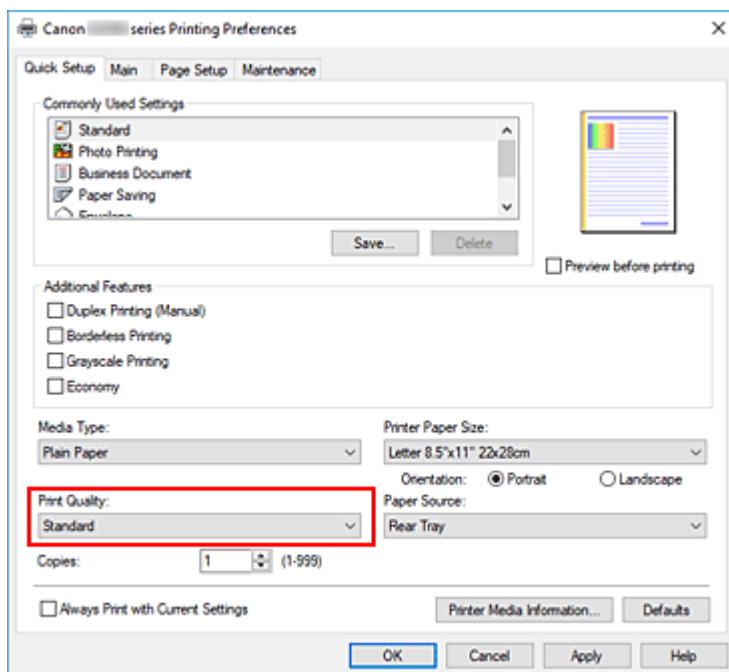 Canon series Printing Preferences
Quick Setup Main Page Setup Maintenance
Commonly Used Settings
Standard
Photo Printing
Business Document
Paper Saving
Envelope
Save... Delete
Preview before printing
Additional Features
Duplex Printing (Manual)
Borderless Printing
Grayscale Printing
Economy
Media Type: Printer Paper Size:
Plain Paper Letter 8.5"x11" 22x28cm
Orientation: Portrait Landscape
Print Quality: Paper Source:
Standard Rear Tray
Copies: 1 (1-999)
Always Print with Current Settings Printer Media Information... Defaults
OK Cancel Apply Help